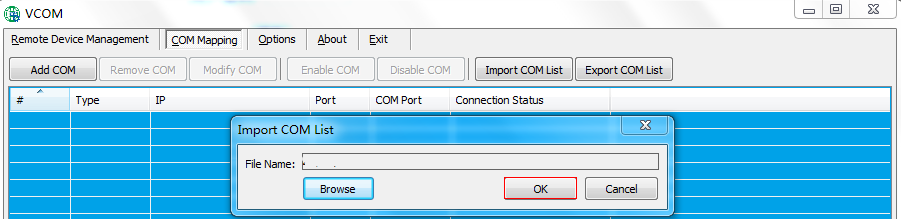 VCOM
Remote Device Management COM Mapping Options About Exit
Add COM Remove COM Modify COM Enable COM Disable COM Import COM List Export COM List
# Type IP Port COM Port Connection Status
Import COM List
File Name:
Browse OK Cancel